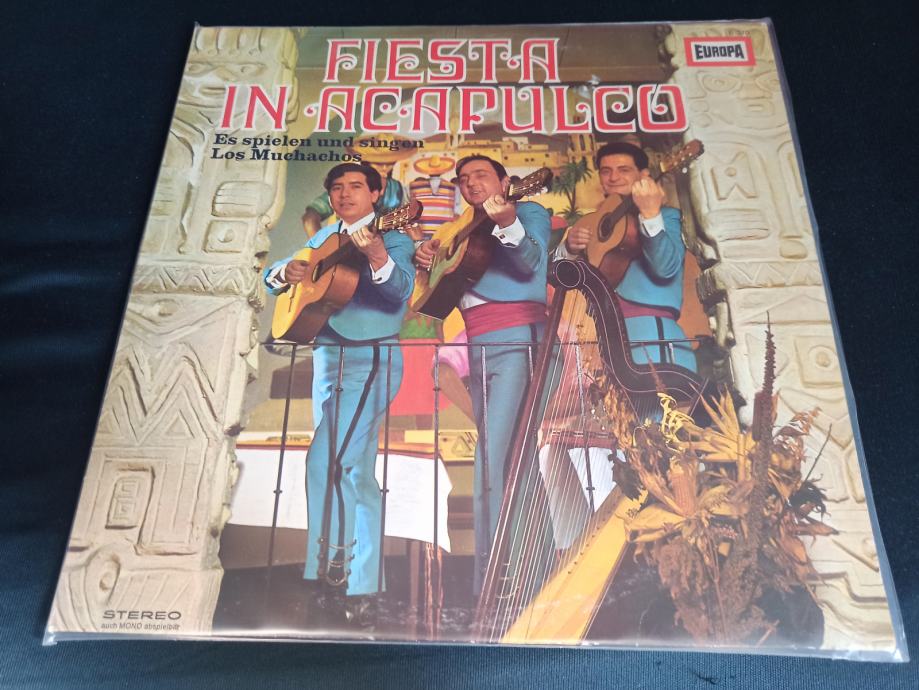 EUROPA
FIESTA
IN ACAPULCO
Es spielen und singen
Los Muchachos
STEREO
auch MONO abspielbar